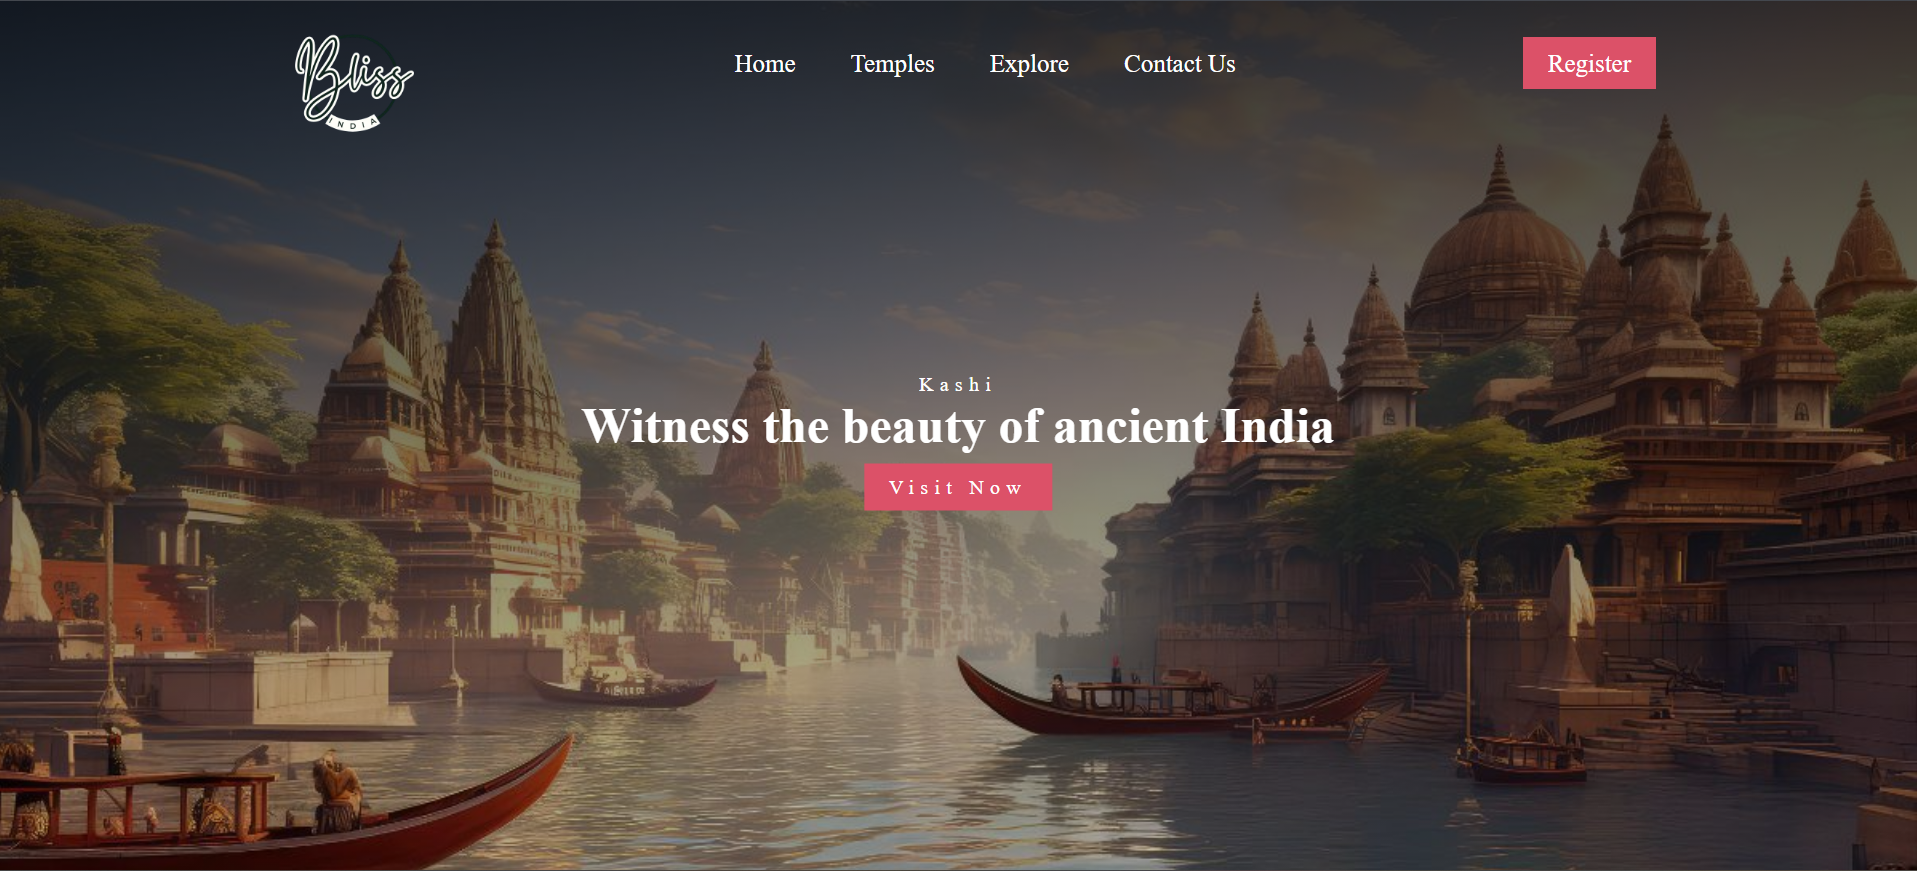 Bliss
INDIA
Home Temples Explore Contact Us Register
Kashi
Witness the beauty of ancient India
Visit Now